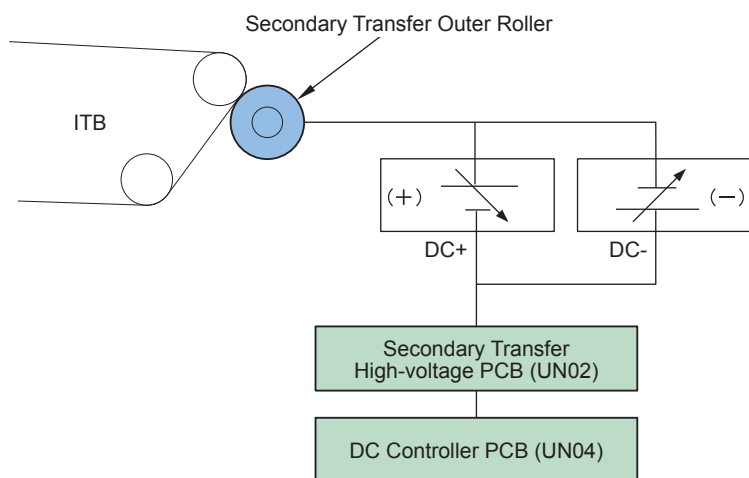 Secondary Transfer Outer Roller
ITB
(+)
(−)
DC+
DC-
Secondary Transfer
High-voltage PCB (UN02)
DC Controller PCB (UN04)